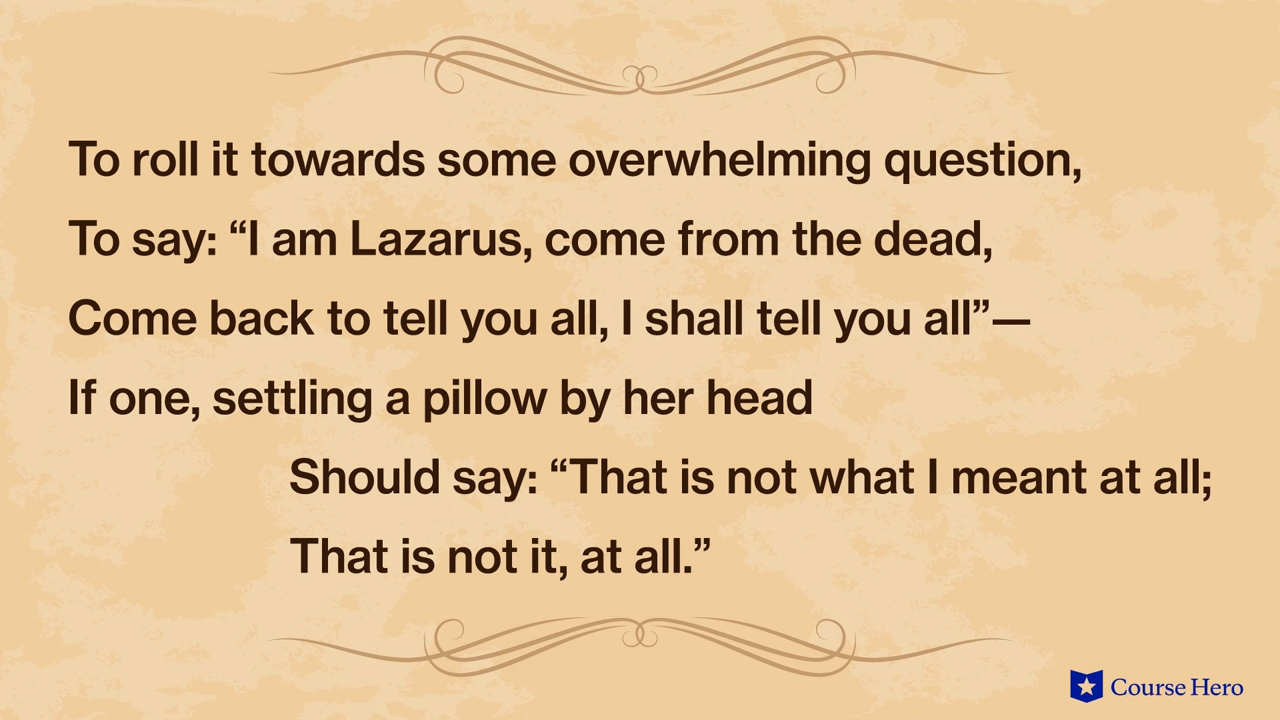 To roll it towards some overwhelming question,
To say: “I am Lazarus, come from the dead,
Come back to tell you all, I shall tell you all”—
If one, settling a pillow by her head
Should say: “That is not what I meant at all;
That is not it, at all.”
Course Hero